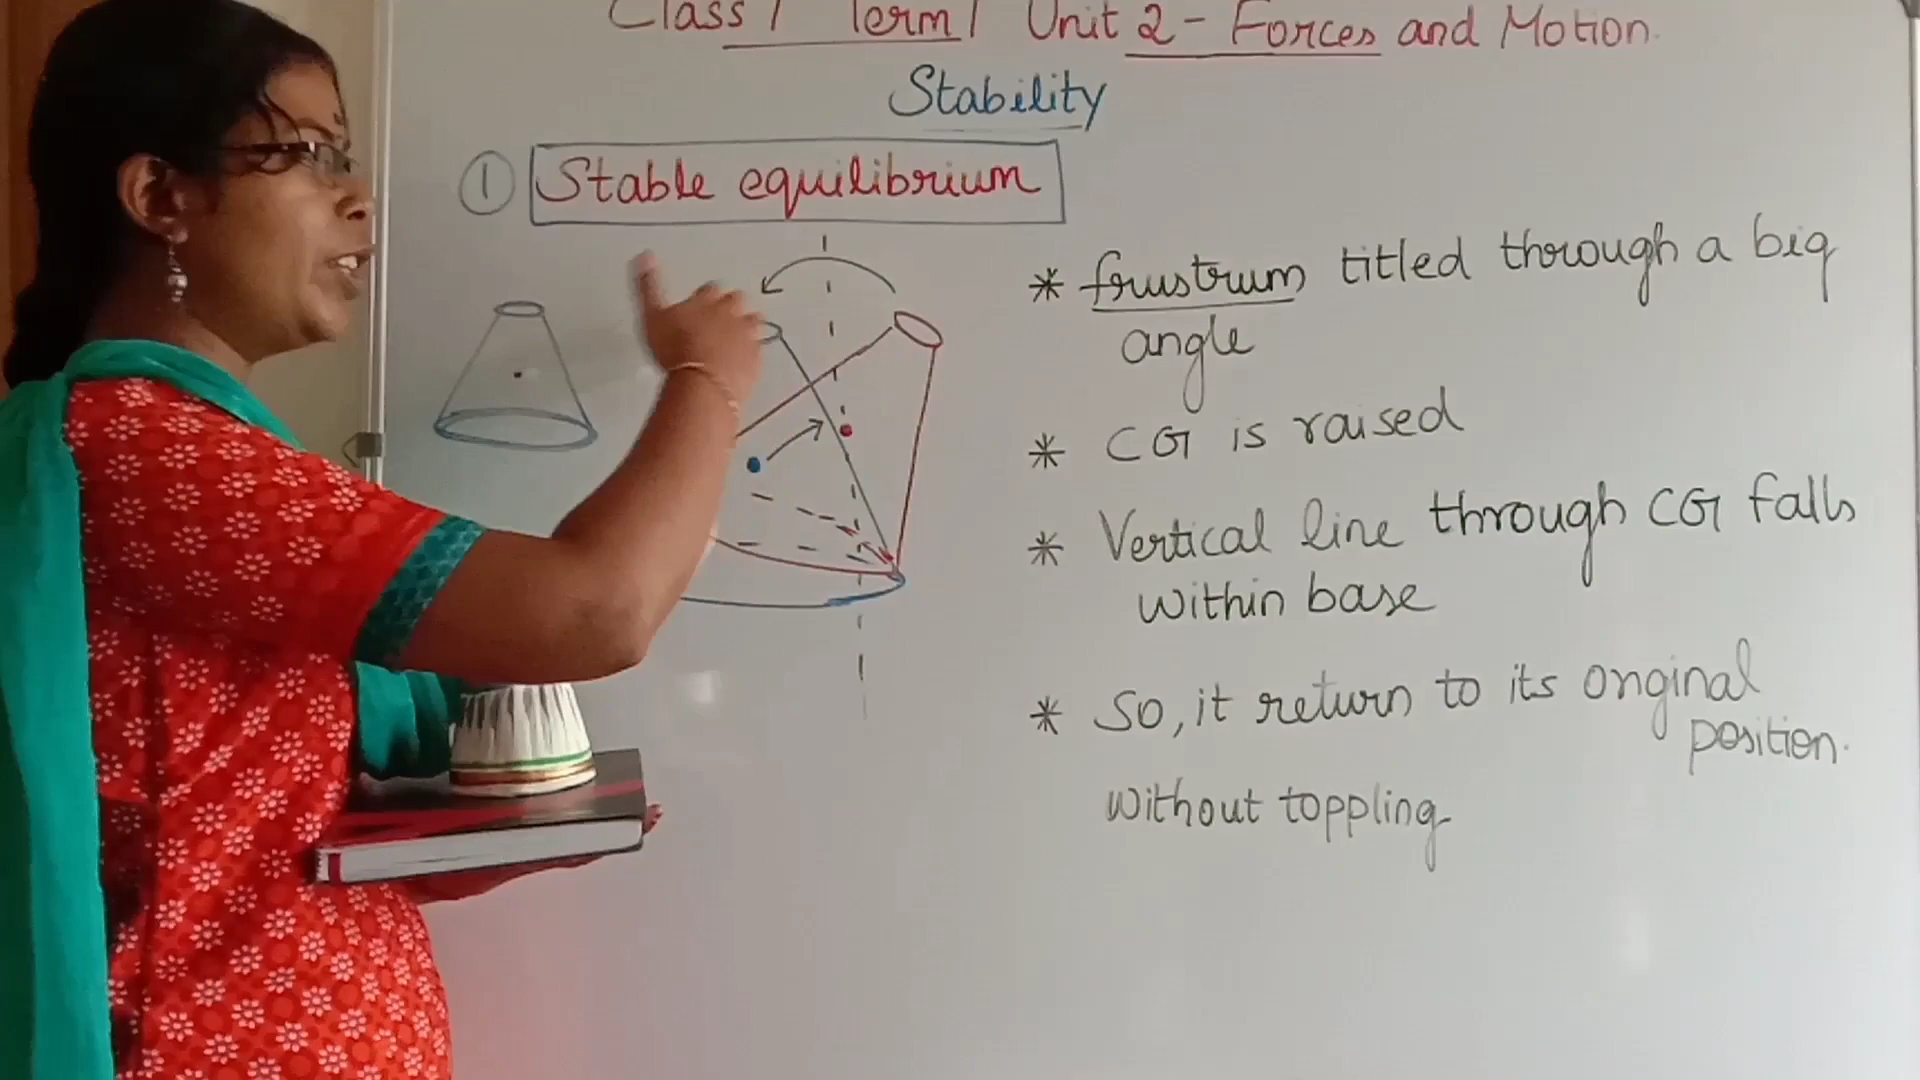 Class 7 Term 1 Unit 2 - Forces and Motion.
Stability
1 Stable equilibrium
* frustrum titled through a big
angle
* CG is raised
* Vertical line through CG falls
within base
* So, it return to its original
position.
without toppling